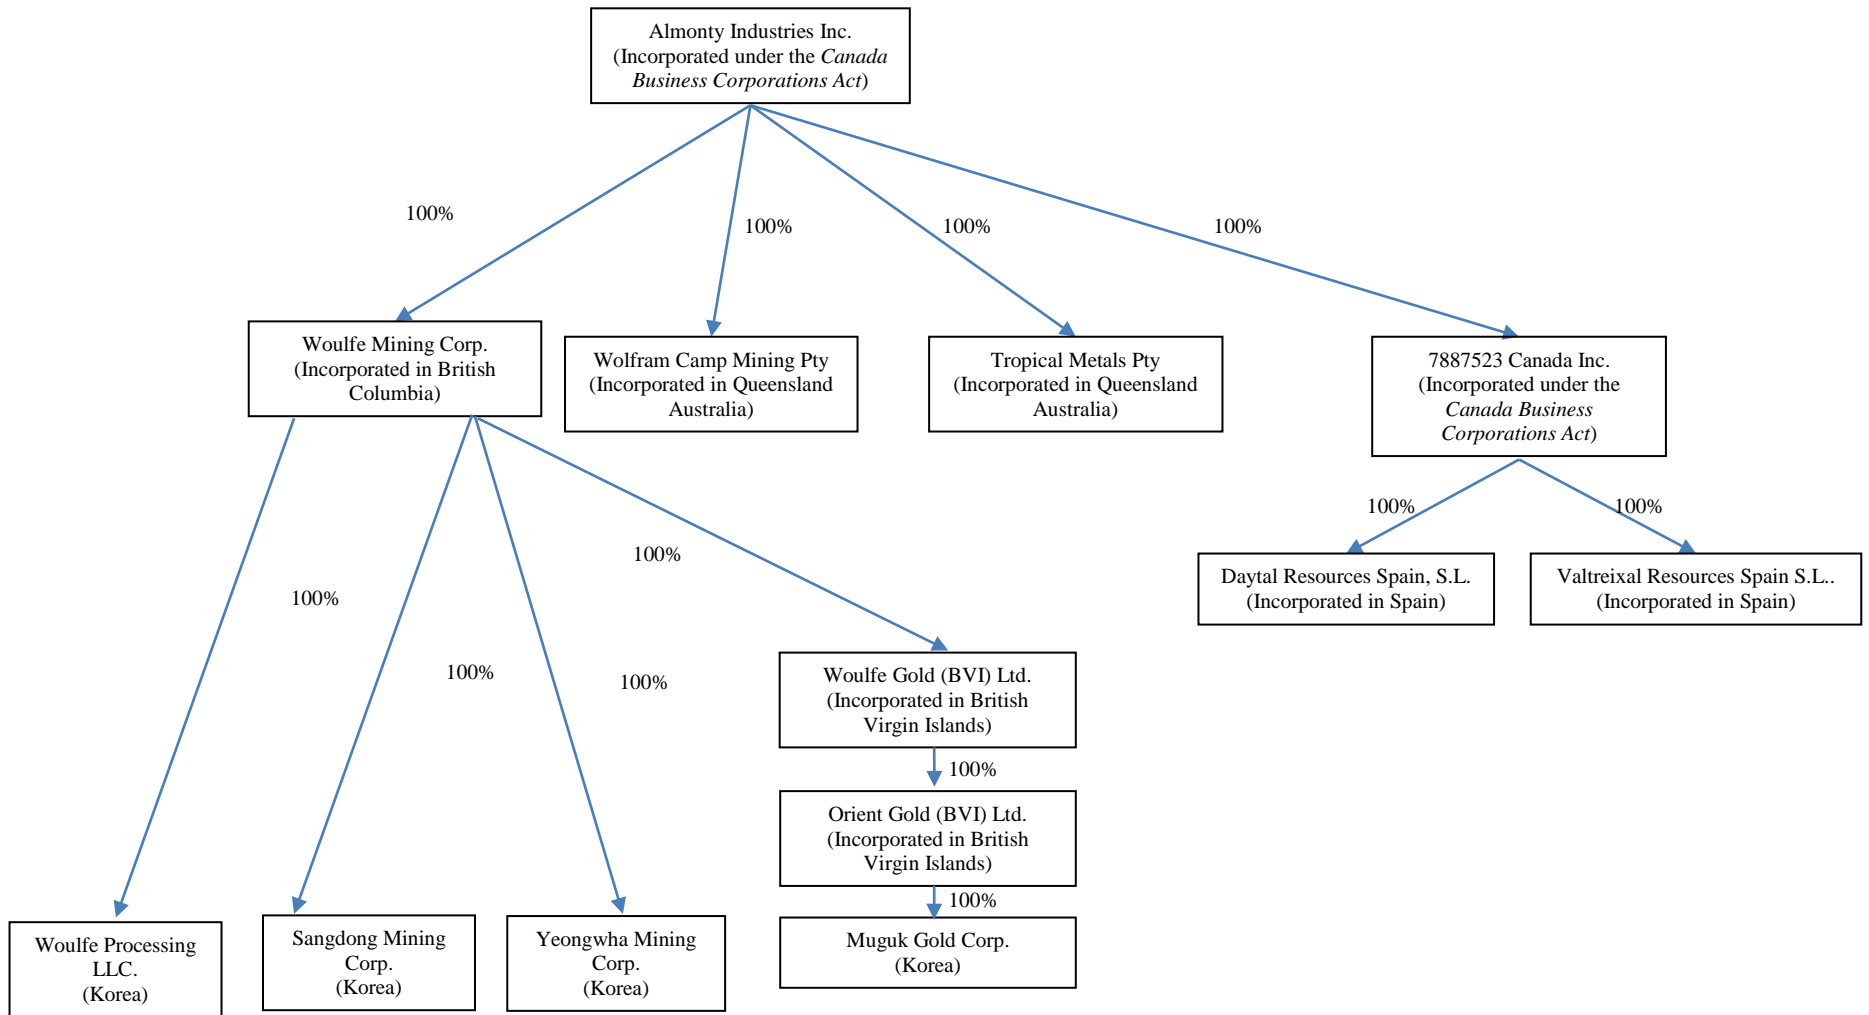 Almonty Industries Inc.
(Incorporated under the Canada
Business Corporations Act)
100%
100%
100%
100%
Woulfe Mining Corp.
(Incorporated in British
Columbia)
Wolfram Camp Mining Pty
(Incorporated in Queensland
Australia)
Tropical Metals Pty
(Incorporated in Queensland
Australia)
7887523 Canada Inc.
(Incorporated under the
Canada Business
Corporations Act)
100%
100%
100%
100%
100%
100%
Daytal Resources Spain, S.L.
(Incorporated in Spain)
Valtreixal Resources Spain S.L..
(Incorporated in Spain)
Woulfe Gold (BVI) Ltd.
(Incorporated in British
Virgin Islands)
100%
Orient Gold (BVI) Ltd.
(Incorporated in British
Virgin Islands)
100%
Woulfe Processing
LLC.
(Korea)
Sangdong Mining
Corp.
(Korea)
Yeongwha Mining
Corp.
(Korea)
Muguk Gold Corp.
(Korea)